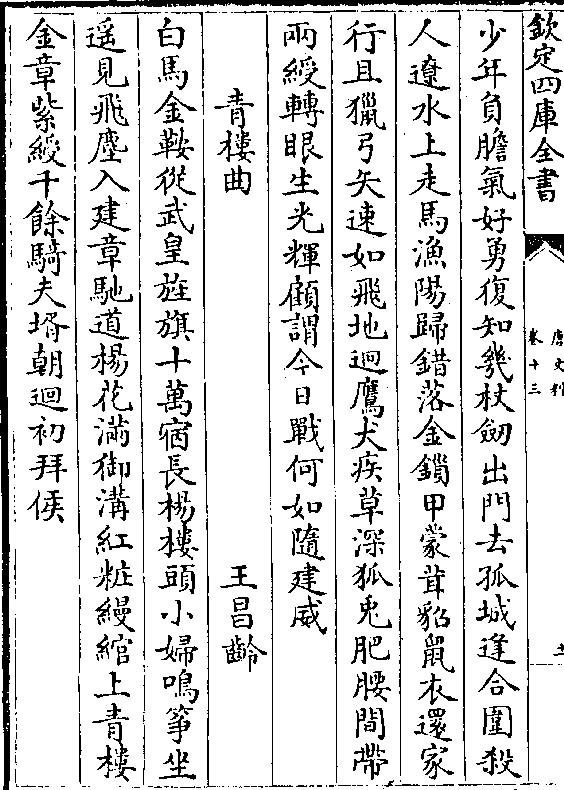 欽定四庫全書
卷十三
少年負膽氣好勇復知幾杖劒出門去孤城逢合圍殺
人遼水上走馬漁陽歸錯落金鎖甲蒙茸貂鼠衣還家
行且獵弓矢速如飛地迥鷹犬疾草深狐兎肥腰間帶
兩綬轉眼生光輝顧謂今日戰何如隨建威
青樓曲
王昌齡
白馬金鞍從武皇旌旗十萬宿長楊樓頭小婦鳴筝坐
遥見飛塵入建章馳道楊花滿御溝紅粧縵綰上青樓
金章紫綬千餘騎夫壻朝迴初拜侯